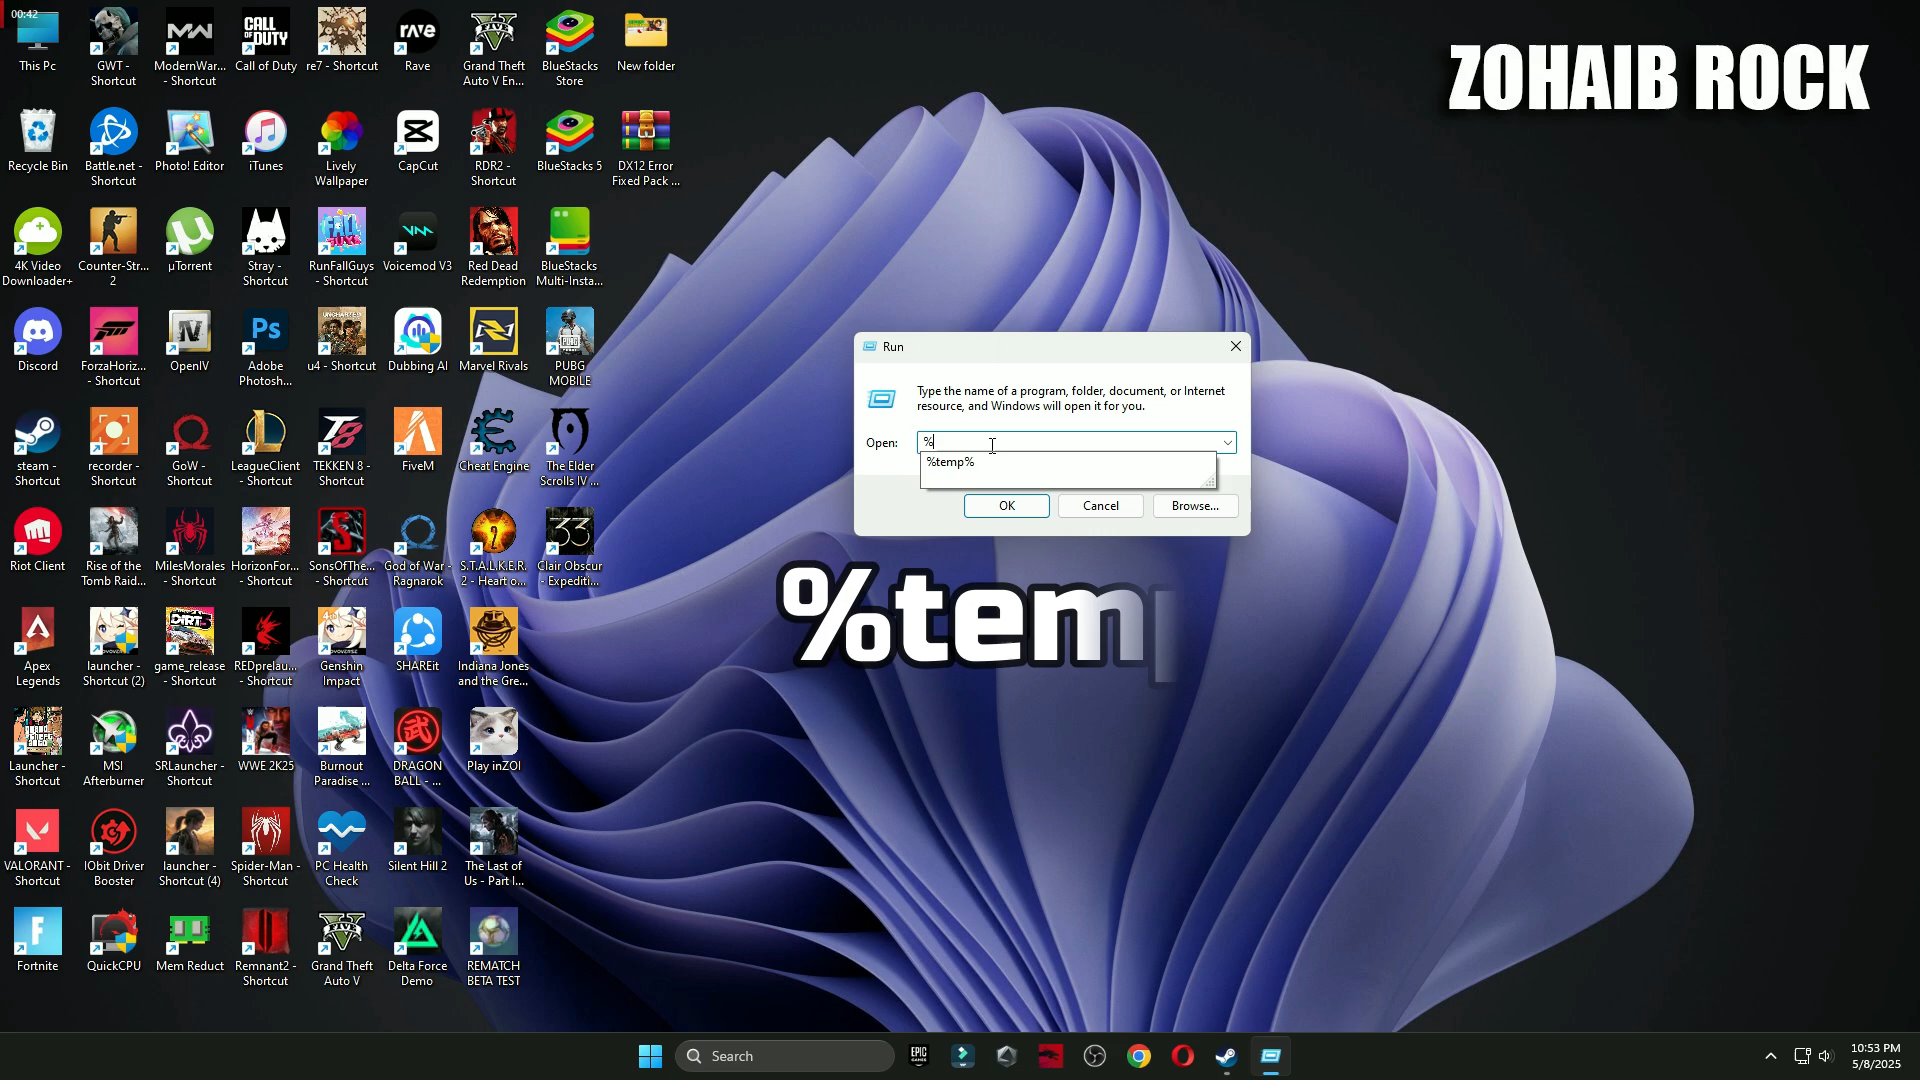 00:42
This Pc
GWT -
Shortcut
ModernWar...
- Shortcut
CALL OF DUTY
Call of Duty
re7 - Shortcut
rave
Rave
Grand Theft
Auto V En...
BlueStacks
Store
New folder
ZOHAIB ROCK
Recycle Bin
Battle.net -
Shortcut
Photo! Editor
iTunes
Lively
Wallpaper
CapCut
RDR2 -
Shortcut
BlueStacks 5
DX12 Error
Fixed Pack ...
4K Video
Downloader+
Counter-Str...
2
µTorrent
Stray -
Shortcut
RunFallGuys
- Shortcut
Voicemod V3
Red Dead
Redemption
BlueStacks
Multi-Insta...
Discord
ForzaHoriz...
- Shortcut
OpenIV
Ps
Adobe
Photosh...
u4 - Shortcut
Dubbing AI
Marvel Rivals
PUBG
MOBILE
steam -
Shortcut
recorder -
Shortcut
GoW -
Shortcut
LeagueClient
- Shortcut
TEKKEN 8 -
Shortcut
FiveM
Cheat Engine
The Elder
Scrolls IV ...
Riot Client
Rise of the
Tomb Raid...
MilesMorales
- Shortcut
HorizonFor...
- Shortcut
SonsOfThe...
- Shortcut
God of War -
Ragnarok
S.T.A.L.K.E.R.
2 - Heart o...
33
Clair Obscur
- Expediti...
Apex
Legends
launcher -
Shortcut (2)
game_release
- Shortcut
REDprelau...
- Shortcut
Genshin
Impact
SHAREit
Indiana Jones
and the Gre...
Launcher -
Shortcut
MSI
Afterburner
SRLauncher -
Shortcut
WWE 2K25
Burnout
Paradise ...
DRAGON
BALL - ...
Play inZOI
VALORANT -
Shortcut
IObit Driver
Booster
launcher -
Shortcut (4)
Spider-Man -
Shortcut
PC Health
Check
Silent Hill 2
The Last of
Us - Part I...
Fortnite
QuickCPU
Mem Reduct
Remnant2 -
Shortcut
Grand Theft
Auto V
Delta Force
Demo
REMATCH
BETA TEST
Run
Type the name of a program, folder, document, or Internet
resource, and Windows will open it for you.
Open:
%
%temp%
OK
Cancel
Browse...
%temp
Search
EPIC GAMES
10:53 PM
5/8/2025